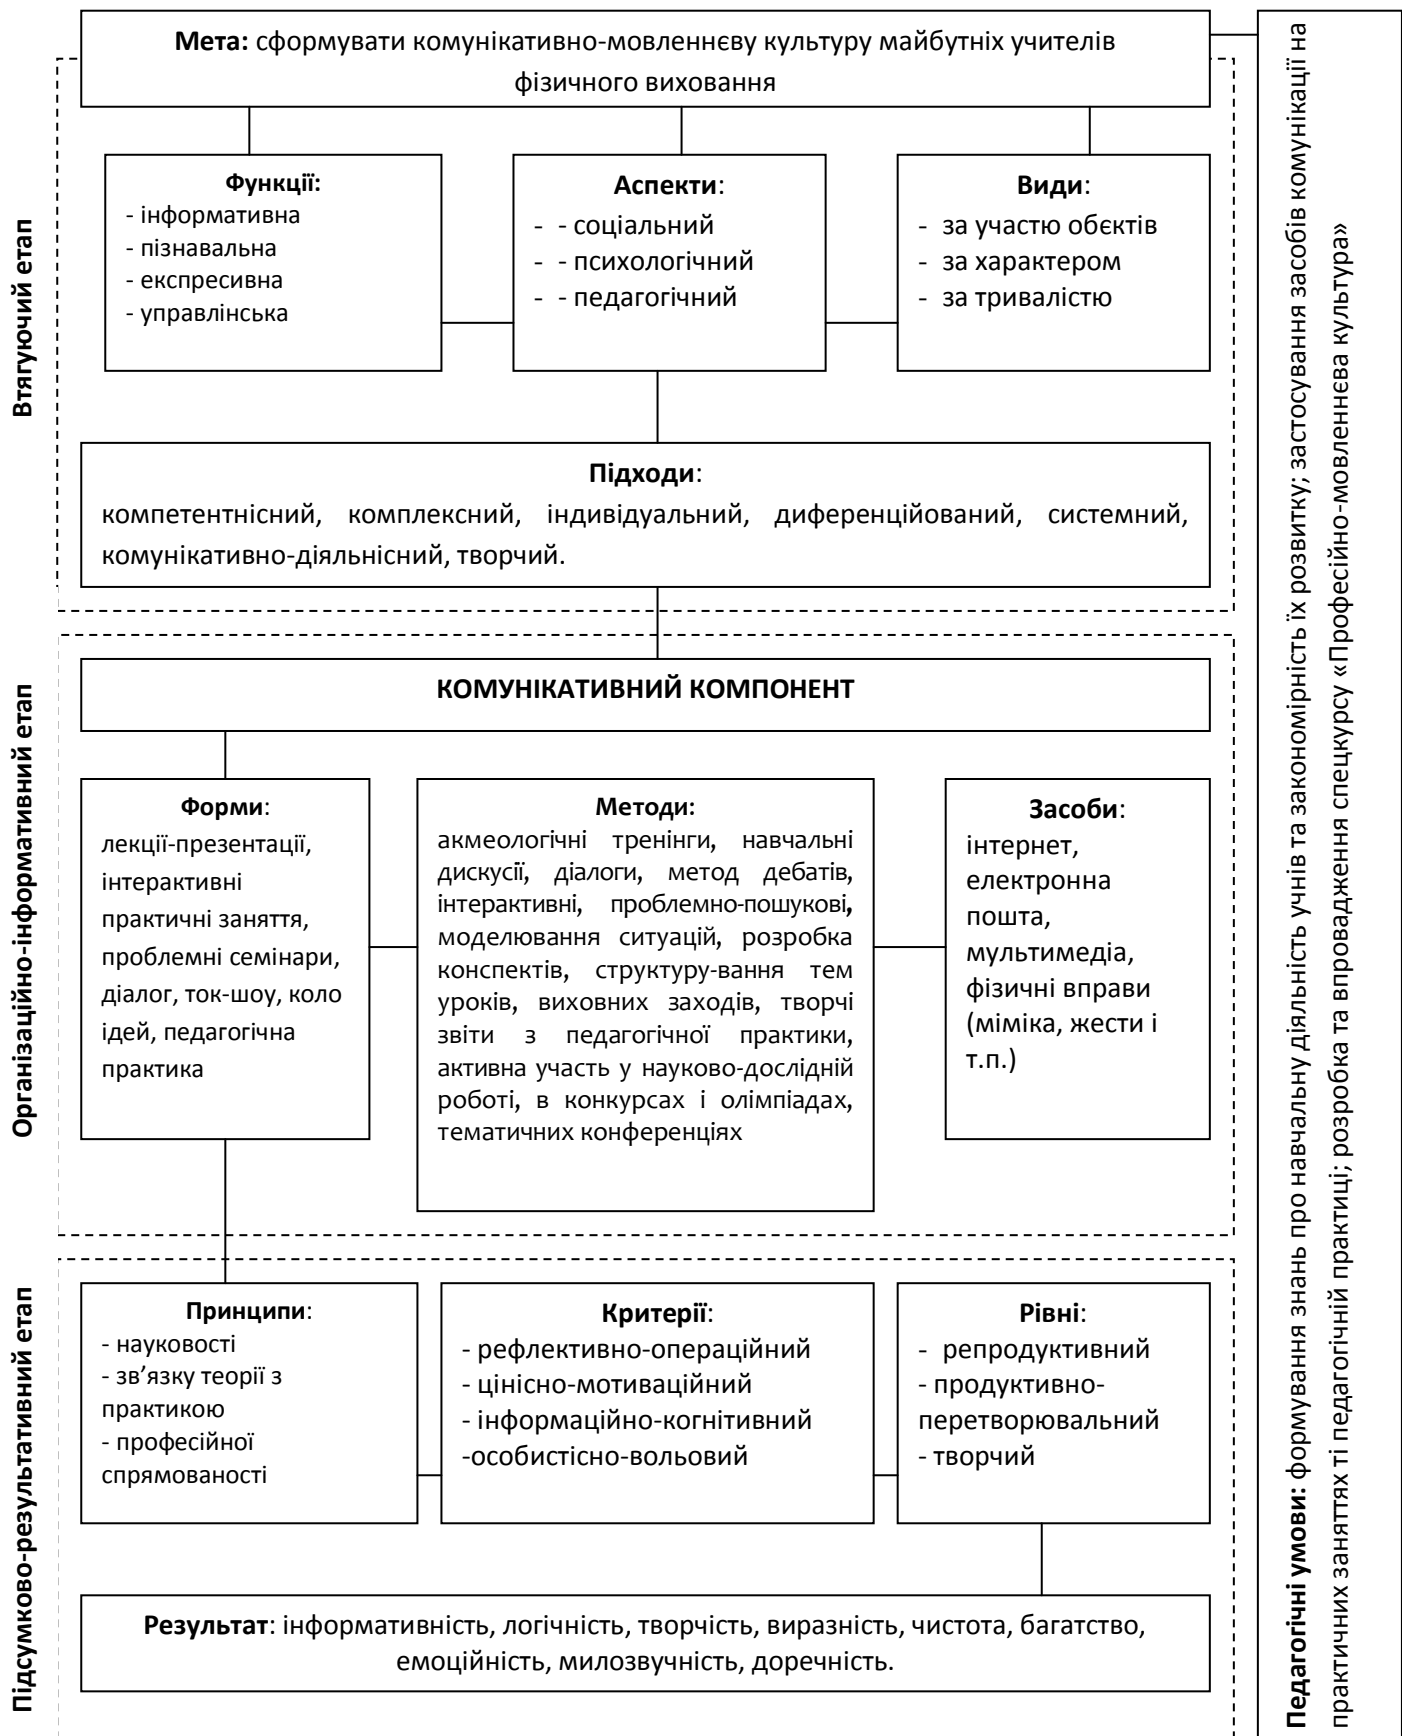 Мета: сформувати комунікативно-мовленнєву культуру майбутніх учителів
фізичного виховання
Втягуючий етап
Функції:
- інформативна
- пізнавальна
- експресивна
- управлінська
Аспекти:
- - соціальний
- - психологічний
- - педагогічний
Види:
- за участю обєктів
- за характером
- за тривалістю
Підходи:
компетентнісний, комплексний, індивідуальний, диференційований, системний,
комунікативно-діяльнісний, творчий.
Організаційно-інформативний етап
КОМУНІКАТИВНИЙ КОМПОНЕНТ
Форми:
лекції-презентації,
інтерактивні
практичні заняття,
проблемні семінари,
діалог, ток-шоу, коло
ідей, педагогічна
практика
Методи:
акмеологічні тренінги, навчальні
дискусії, діалоги, метод дебатів,
інтерактивні, проблемно-пошукові,
моделювання ситуацій, розробка
конспектів, структуру-вання тем
уроків, виховних заходів, творчі
звіти з педагогічної практики,
активна участь у науково-дослідній
роботі, в конкурсах і олімпіадах,
тематичних конференціях
Засоби:
інтернет,
електронна
пошта,
мультимедіа,
фізичні вправи
(міміка, жести і
т.п.)
Підсумково-результативний етап
Принципи:
- науковості
- зв’язку теорії з
практикою
- професійної
спрямованості
Критерії:
- рефлективно-операційний
- цінісно-мотиваційний
- інформаційно-когнітивний
-особистісно-вольовий
Рівні:
- репродуктивний
- продуктивно-
перетворювальний
- творчий
Результат: інформативність, логічність, творчість, виразність, чистота, багатство,
емоційність, милозвучність, доречність.
Педагогічні умови: формування знань про навчальну діяльність учнів та закономірність їх розвитку; застосування засобів комунікації на
практичних заняттях ті педагогічній практиці; розробка та впровадження спецкурсу «Професійно-мовленнєва культура»